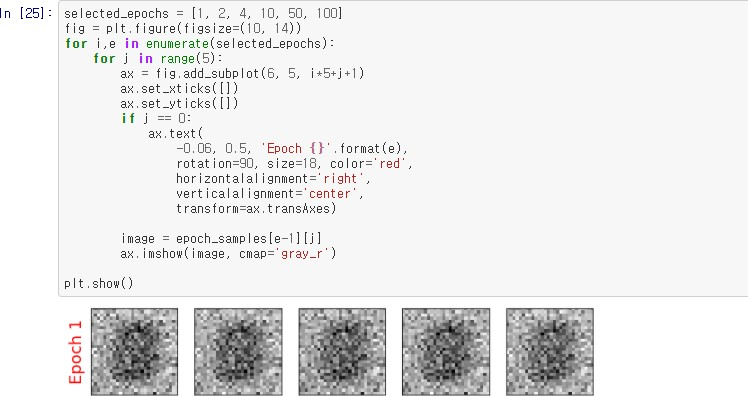 In [25]: selected_epochs = [1, 2, 4, 10, 50, 100]
fig = plt.figure(figsize=(10, 14))
for i,e in enumerate(selected_epochs):
    for j in range(5):
        ax = fig.add_subplot(6, 5, i*5+j+1)
        ax.set_xticks([])
        ax.set_yticks([])
        if j == 0:
            ax.text(
                -0.06, 0.5, 'Epoch {}'.format(e),
                rotation=90, size=18, color='red',
                horizontalalignment='right',
                verticalalignment='center',
                transform=ax.transAxes)

        image = epoch_samples[e-1][j]
        ax.imshow(image, cmap='gray_r')

plt.show()
Epoch 1